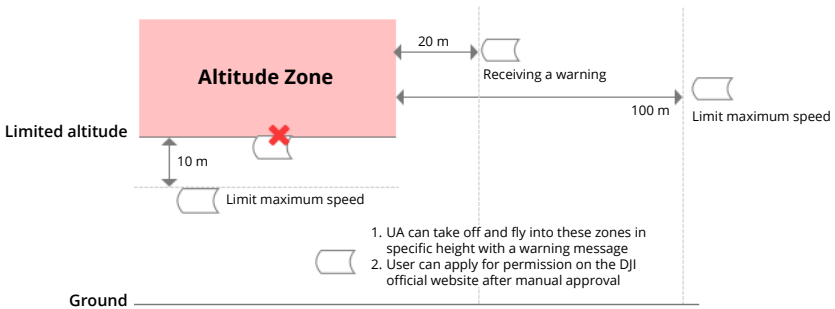 20 m
Altitude Zone
Receiving a warning
100 m
Limit maximum speed
Limited altitude
10 m
Limit maximum speed
1. UA can take off and fly into these zones in
specific height with a warning message
2. User can apply for permission on the DJI
official website after manual approval
Ground